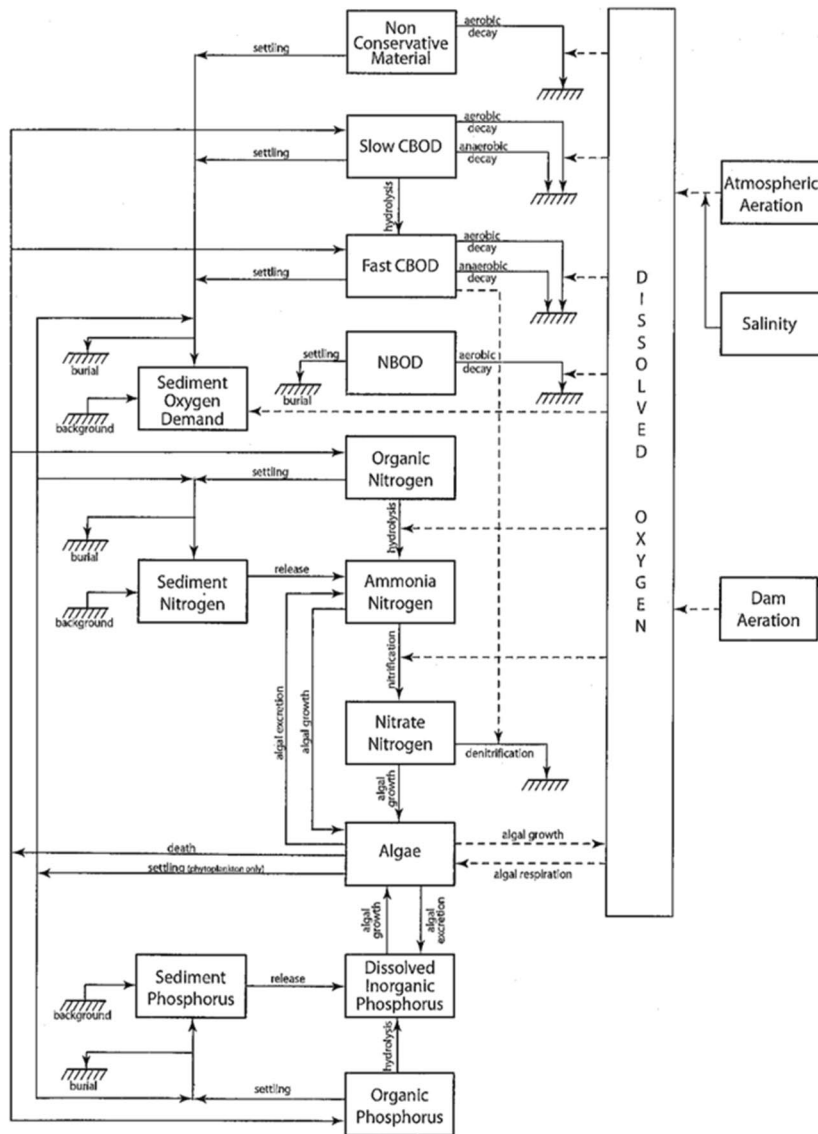 Non
Conservative
Material
aerobic
decay
settling
Slow CBOD
aerobic
decay
anaerobic
decay
settling
hydrolysis
Fast CBOD
aerobic
decay
anaerobic
decay
settling
Atmospheric
Aeration
Salinity
DISSOLVED OXYGEN
burial
settling
burial
NBOD
aerobic
decay
Sediment
Oxygen
Demand
background
Organic
Nitrogen
settling
hydrolysis
burial
Sediment
Nitrogen
release
background
Ammonia
Nitrogen
Dam
Aeration
nitrification
algal excretion
algal growth
Nitrate
Nitrogen
denitrification
algal
growth
Algae
algal growth
algal respiration
death
settling (phytoplankton only)
algal
growth
algal
excretion
Sediment
Phosphorus
release
background
Dissolved
Inorganic
Phosphorus
hydrolysis
burial
settling
Organic
Phosphorus